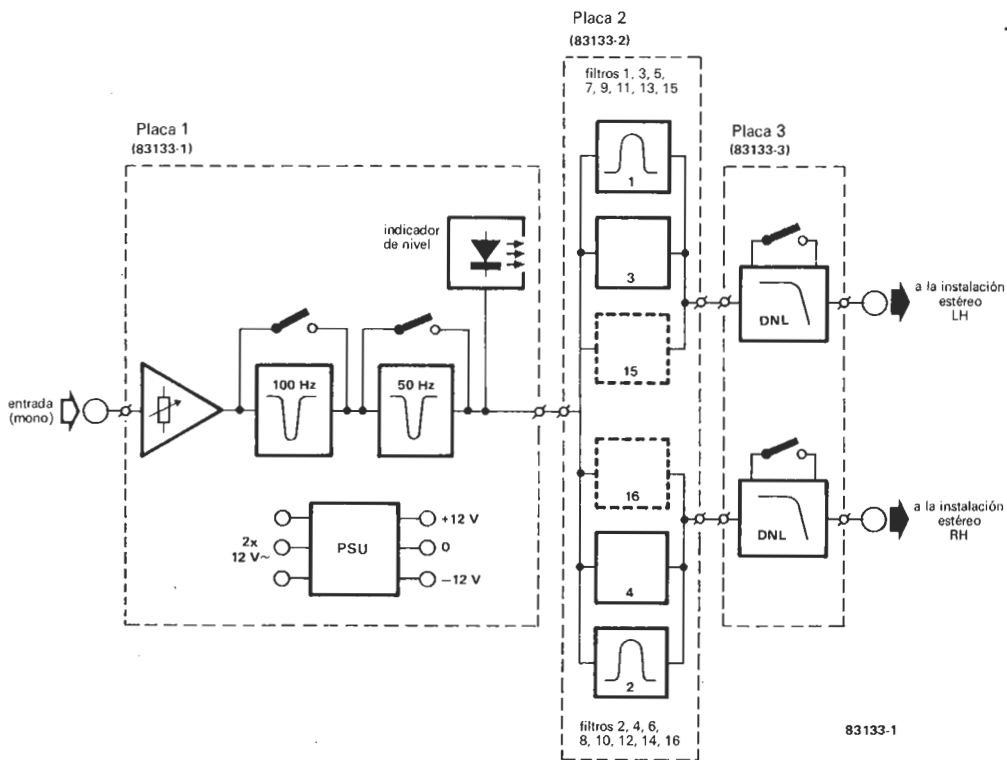 Placa 2
(83133-2)
filtros 1, 3, 5,
7, 9, 11, 13, 15
Placa 1
(83133-1)
Placa 3
(83133-3)
1
indicador
de nivel
3
DNL
a la instalación
estéreo
LH
15
100 Hz
50 Hz
entrada
(mono)
16
DNL
a la instalación
estéreo
RH
2x
12 V~
PSU
+12 V
0
−12 V
4
2
filtros 2, 4, 6,
8, 10, 12, 14, 16
83133-1